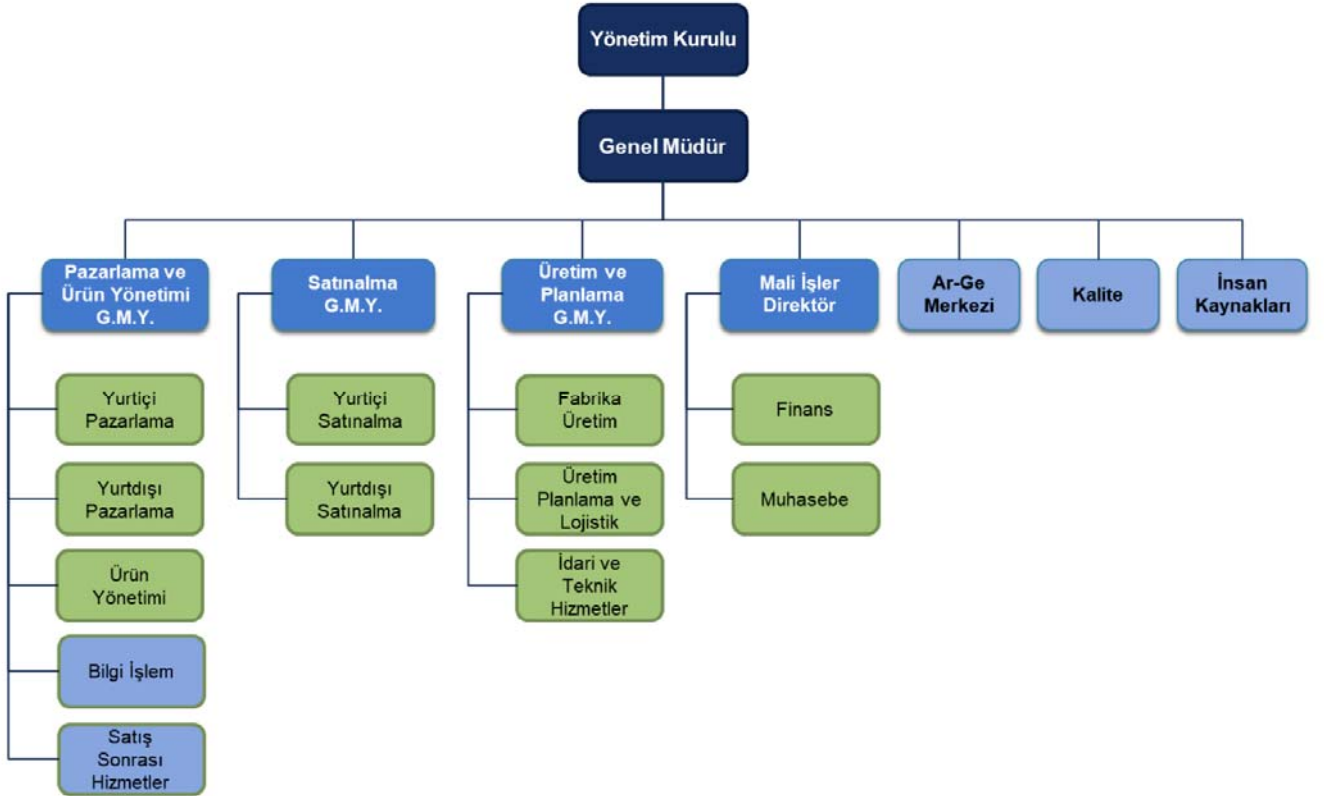 Yönetim Kurulu
Genel Müdür
Pazarlama ve
Ürün Yönetimi
G.M.Y.
Satınalma
G.M.Y.
Üretim ve
Planlama
G.M.Y.
Mali İşler
Direktör
Ar-Ge
Merkezi
Kalite
İnsan
Kaynakları
Yurtiçi
Pazarlama
Yurtdışı
Pazarlama
Ürün
Yönetimi
Bilgi İşlem
Satış
Sonrası
Hizmetler
Yurtiçi
Satınalma
Yurtdışı
Satınalma
Fabrika
Üretim
Üretim
Planlama ve
Lojistik
İdari ve
Teknik
Hizmetler
Finans
Muhasebe